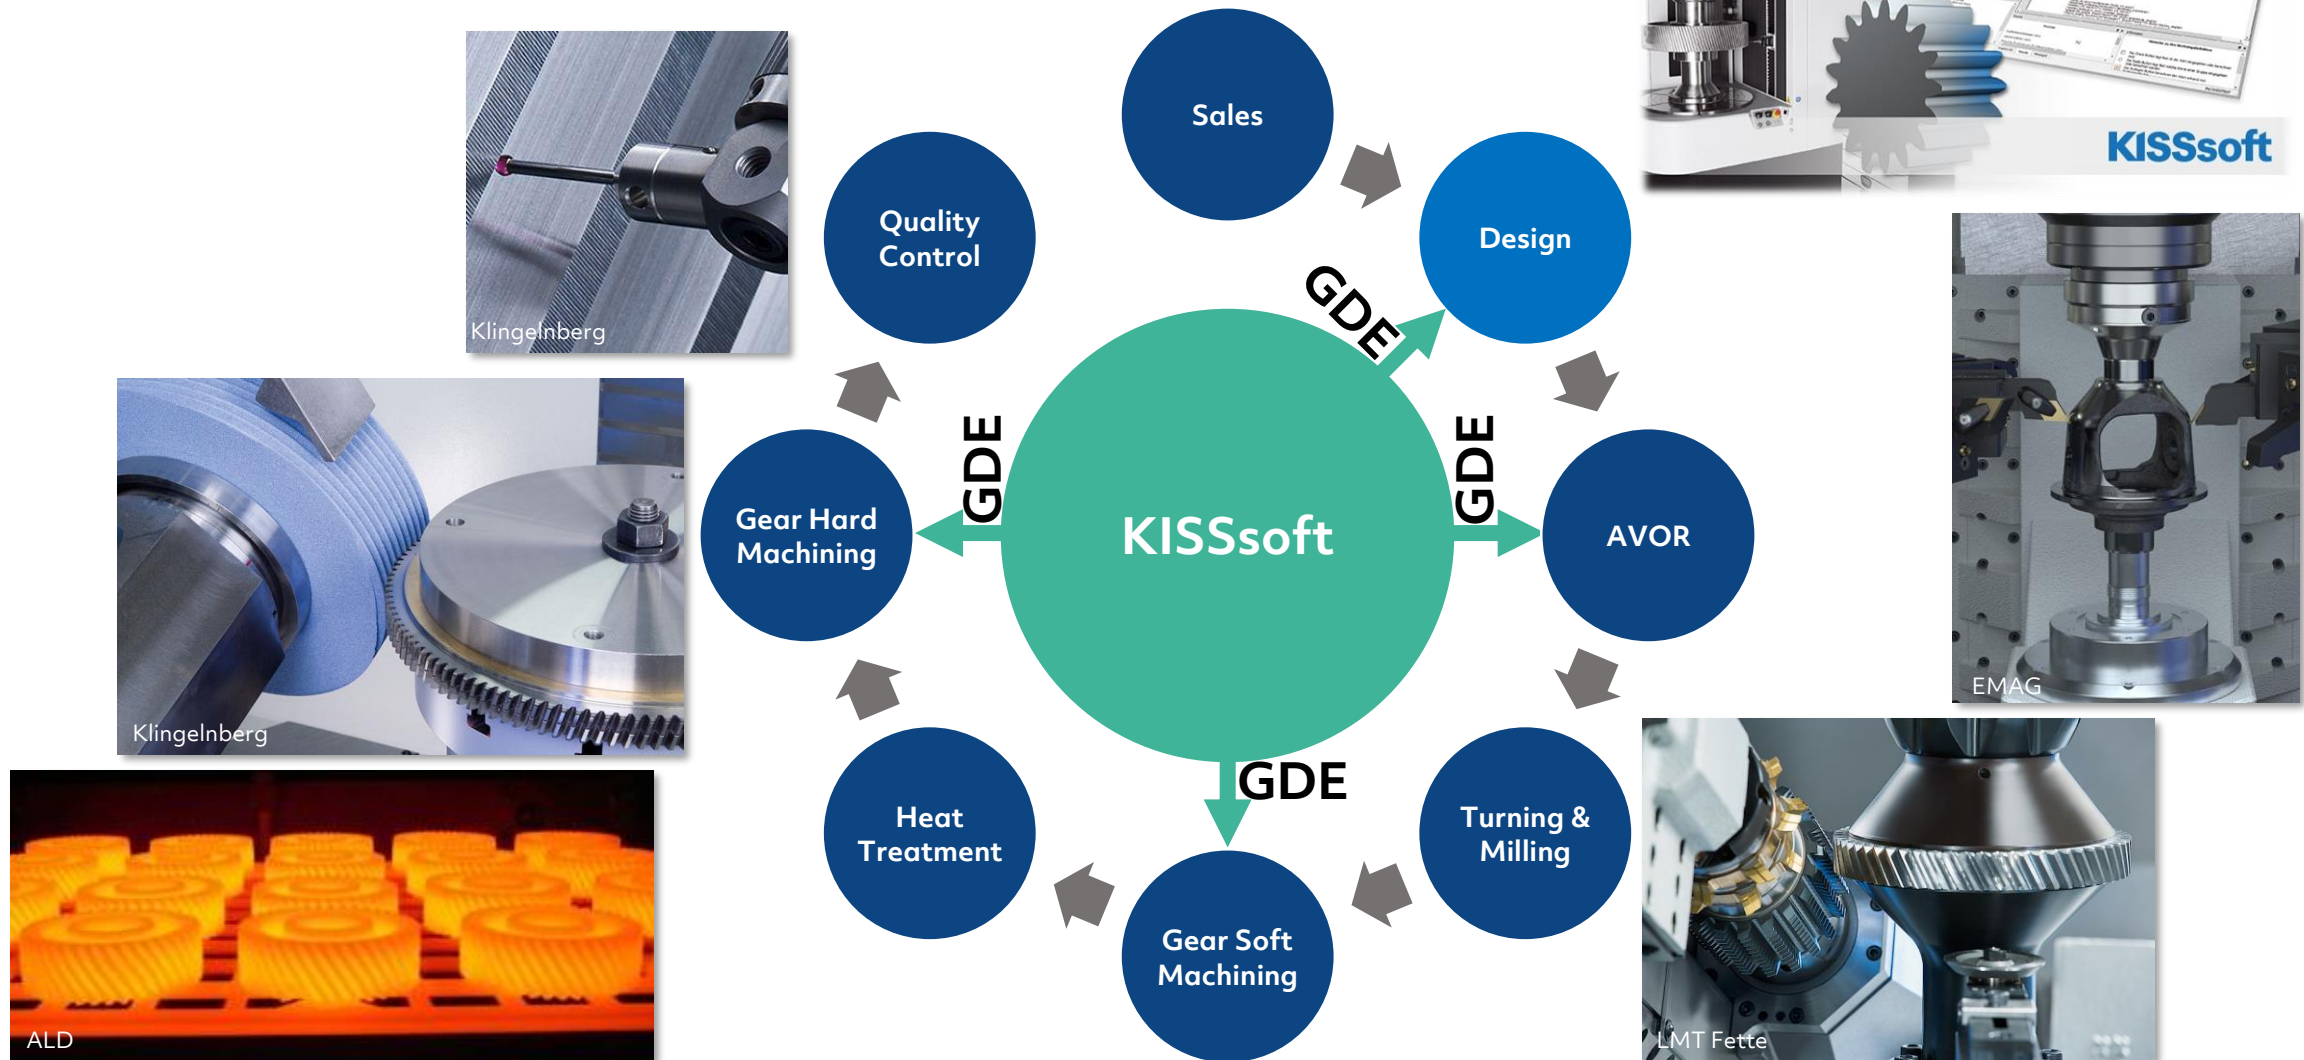 Sales
KISSsoft
Quality
Control
Design
Klingelnberg
GDE
GDE
GDE
Gear Hard
Machining
KISSsoft
AVOR
EMAG
Klingelnberg
GDE
Heat
Treatment
Turning &
Milling
Gear Soft
Machining
ALD
LMT Fette